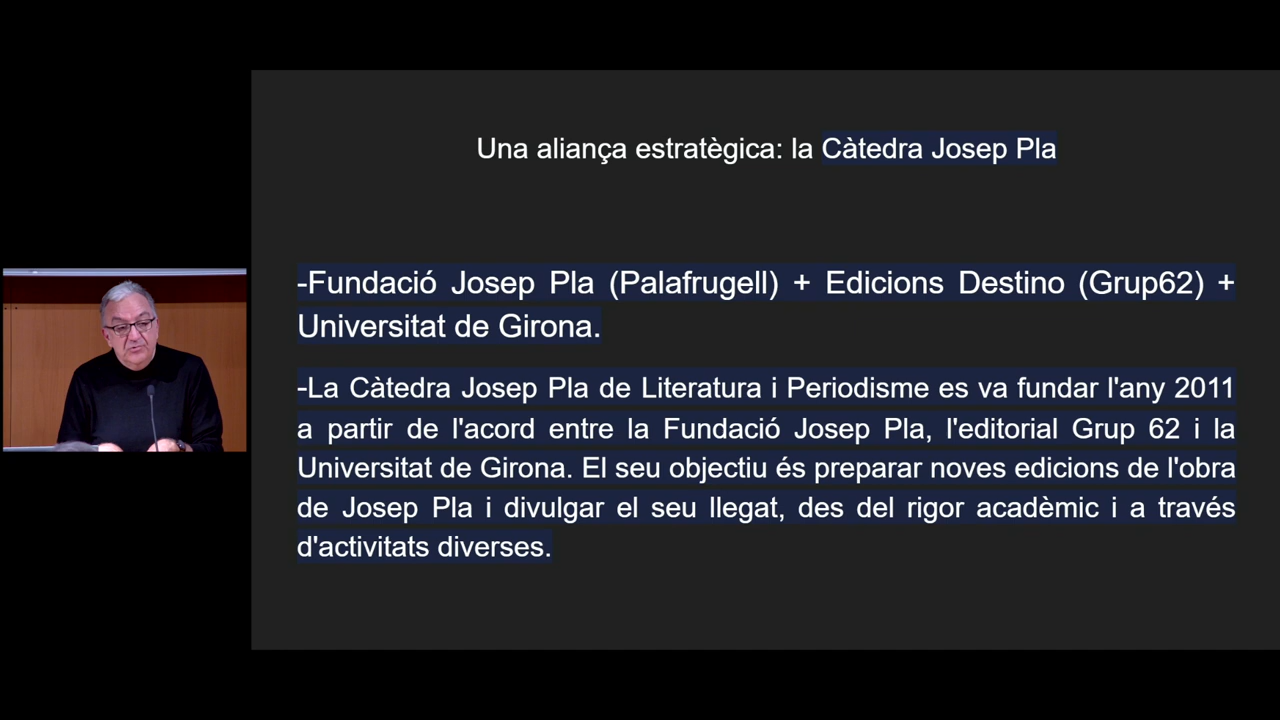 Una aliança estratègica: la Càtedra Josep Pla
-Fundació Josep Pla (Palafrugell) + Edicions Destino (Grup62) +
Universitat de Girona.
-La Càtedra Josep Pla de Literatura i Periodisme es va fundar l'any 2011
a partir de l'acord entre la Fundació Josep Pla, l'editorial Grup 62 i la
Universitat de Girona. El seu objectiu és preparar noves edicions de l'obra
de Josep Pla i divulgar el seu llegat, des del rigor acadèmic i a través
d'activitats diverses.